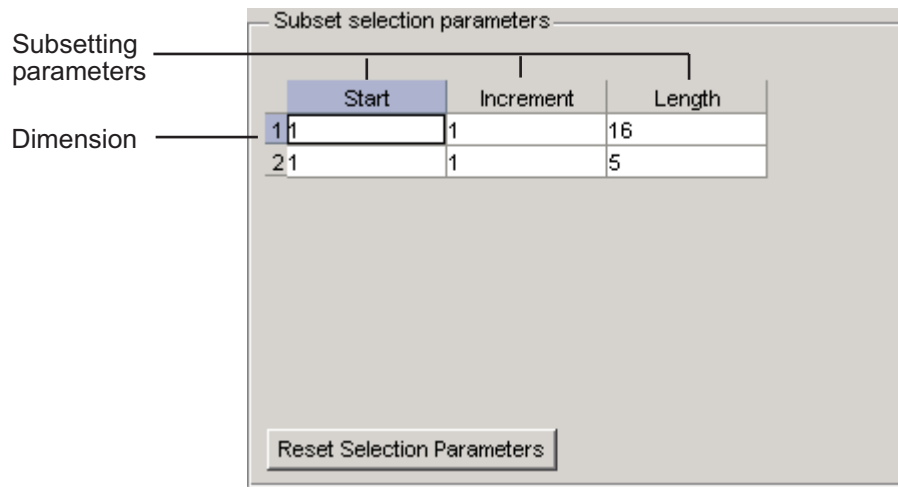 Subset selection parameters
Subsetting
parameters
Start Increment Length
Dimension
1 1 1 16
2 1 1 5
Reset Selection Parameters